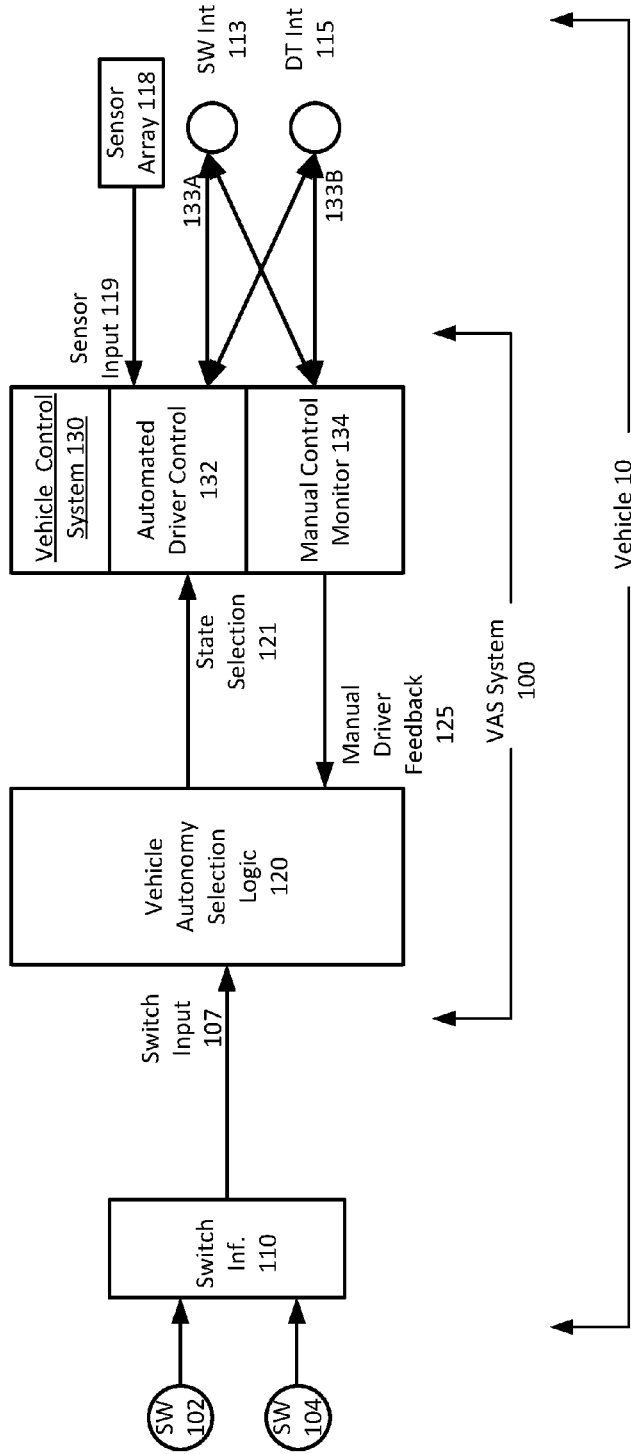 SW
102
SW
104
Switch
Inf.
110
Switch
Input
107
Vehicle
Autonomy
Selection
Logic
120
State
Selection
121
Manual
Driver
Feedback
125
Vehicle Control
System 130
Automated
Driver Control
132
Manual Control
Monitor 134
Sensor
Input 119
Sensor
Array 118
133A
133B
SW Int
113
DT Int
115
VAS System
100
Vehicle 10